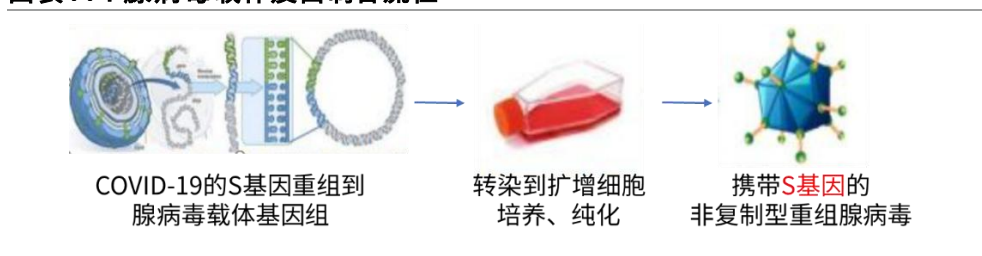 COVID-19的S基因重组到
腺病毒载体基因组
转染到扩增细胞
培养、纯化
携带S基因的
非复制型重组腺病毒